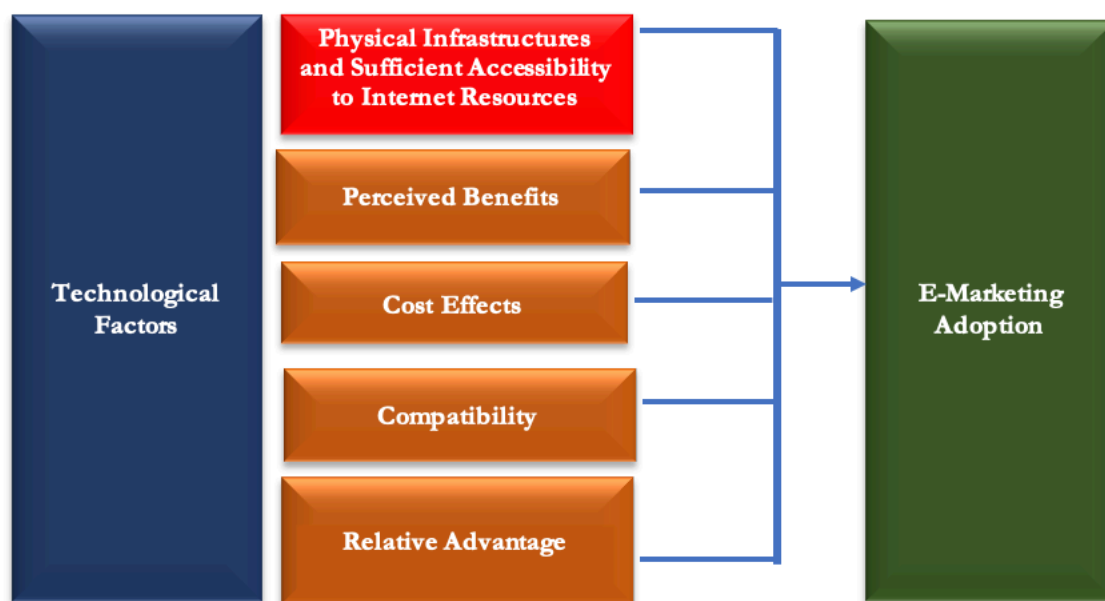 Technological
Factors
Physical Infrastructures
and Sufficient Accessibility
to Internet Resources
Perceived Benefits
Cost Effects
Compatibility
Relative Advantage
E-Marketing
Adoption